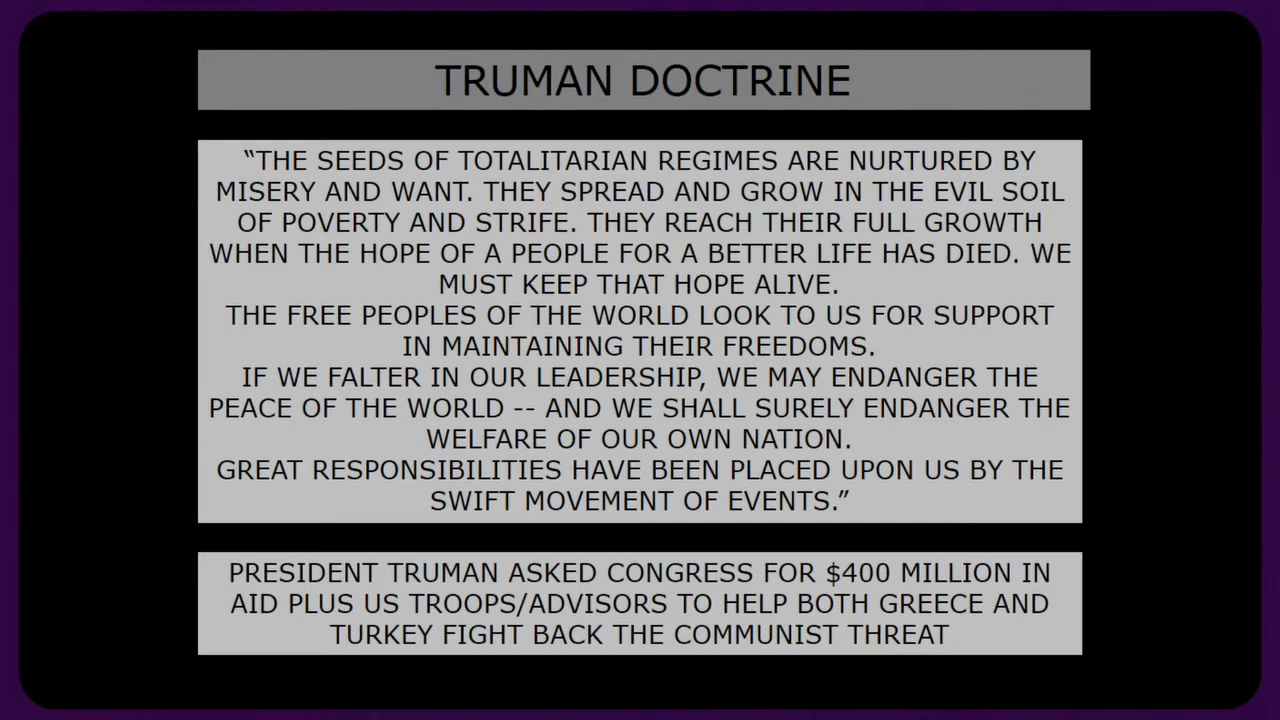 TRUMAN DOCTRINE
“THE SEEDS OF TOTALITARIAN REGIMES ARE NURTURED BY
MISERY AND WANT. THEY SPREAD AND GROW IN THE EVIL SOIL
OF POVERTY AND STRIFE. THEY REACH THEIR FULL GROWTH
WHEN THE HOPE OF A PEOPLE FOR A BETTER LIFE HAS DIED. WE
MUST KEEP THAT HOPE ALIVE.
THE FREE PEOPLES OF THE WORLD LOOK TO US FOR SUPPORT
IN MAINTAINING THEIR FREEDOMS.
IF WE FALTER IN OUR LEADERSHIP, WE MAY ENDANGER THE
PEACE OF THE WORLD -- AND WE SHALL SURELY ENDANGER THE
WELFARE OF OUR OWN NATION.
GREAT RESPONSIBILITIES HAVE BEEN PLACED UPON US BY THE
SWIFT MOVEMENT OF EVENTS.”
PRESIDENT TRUMAN ASKED CONGRESS FOR $400 MILLION IN
AID PLUS US TROOPS/ADVISORS TO HELP BOTH GREECE AND
TURKEY FIGHT BACK THE COMMUNIST THREAT